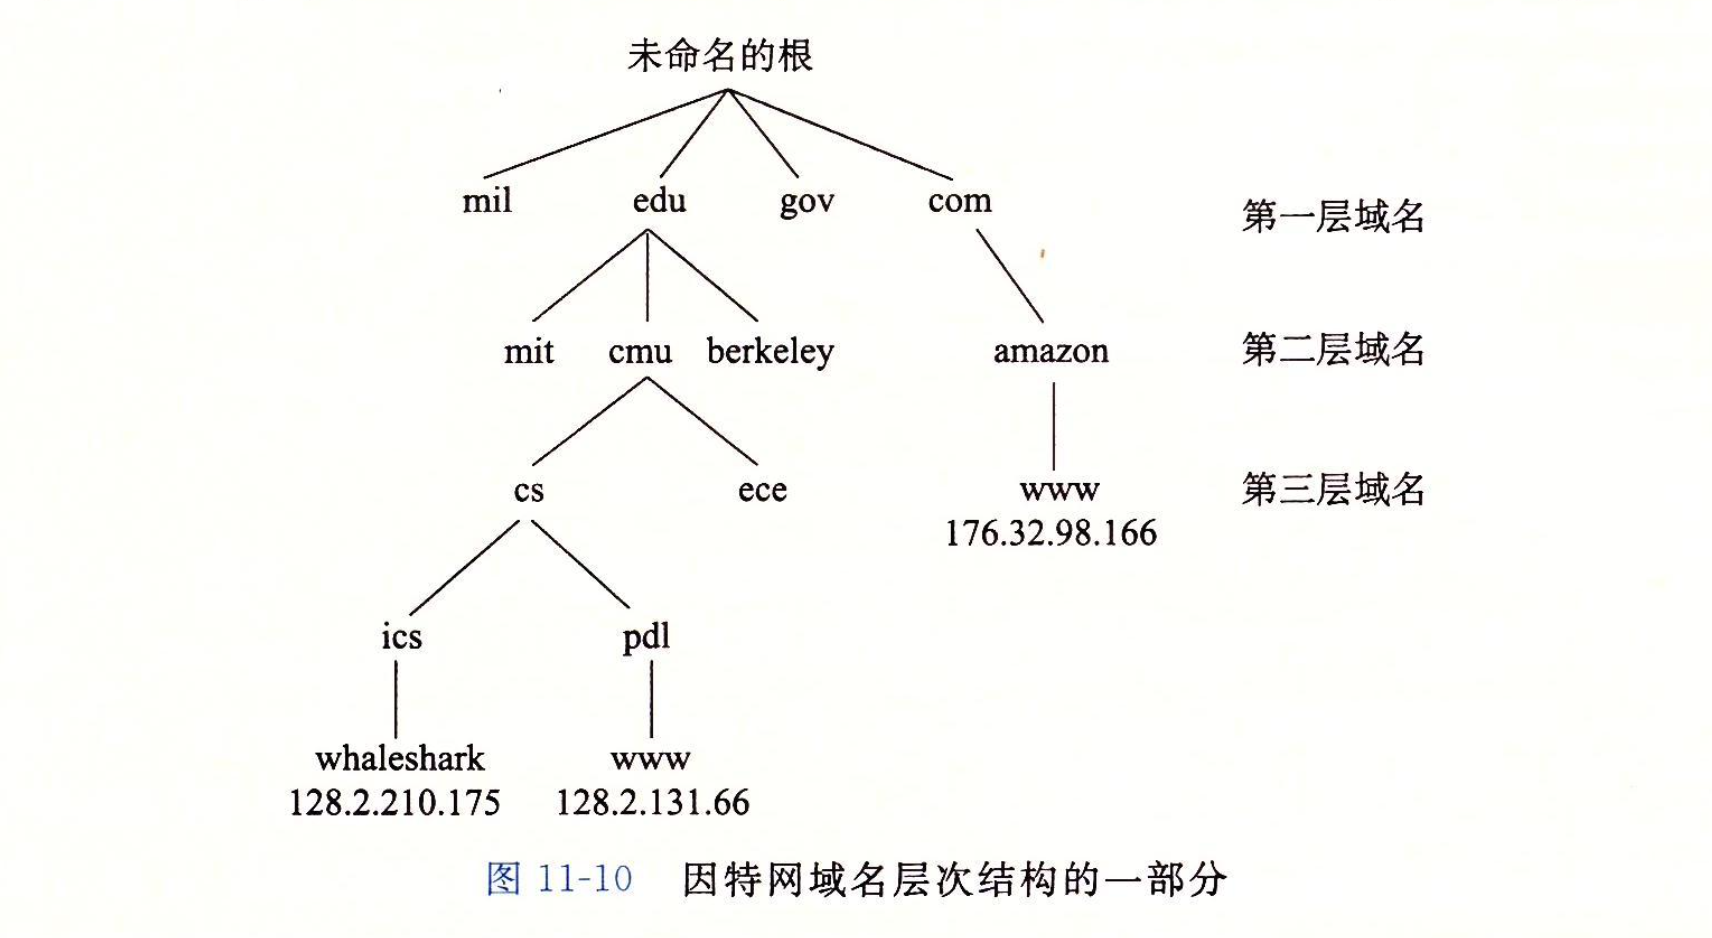 未命名的根
mil edu gov com 第一层域名
mit cmu berkeley amazon 第二层域名
cs ece www 第三层域名
176.32.98.166
ics pdl
whaleshark www
128.2.210.175 128.2.131.66
图 11-10 因特网域名层次结构的一部分